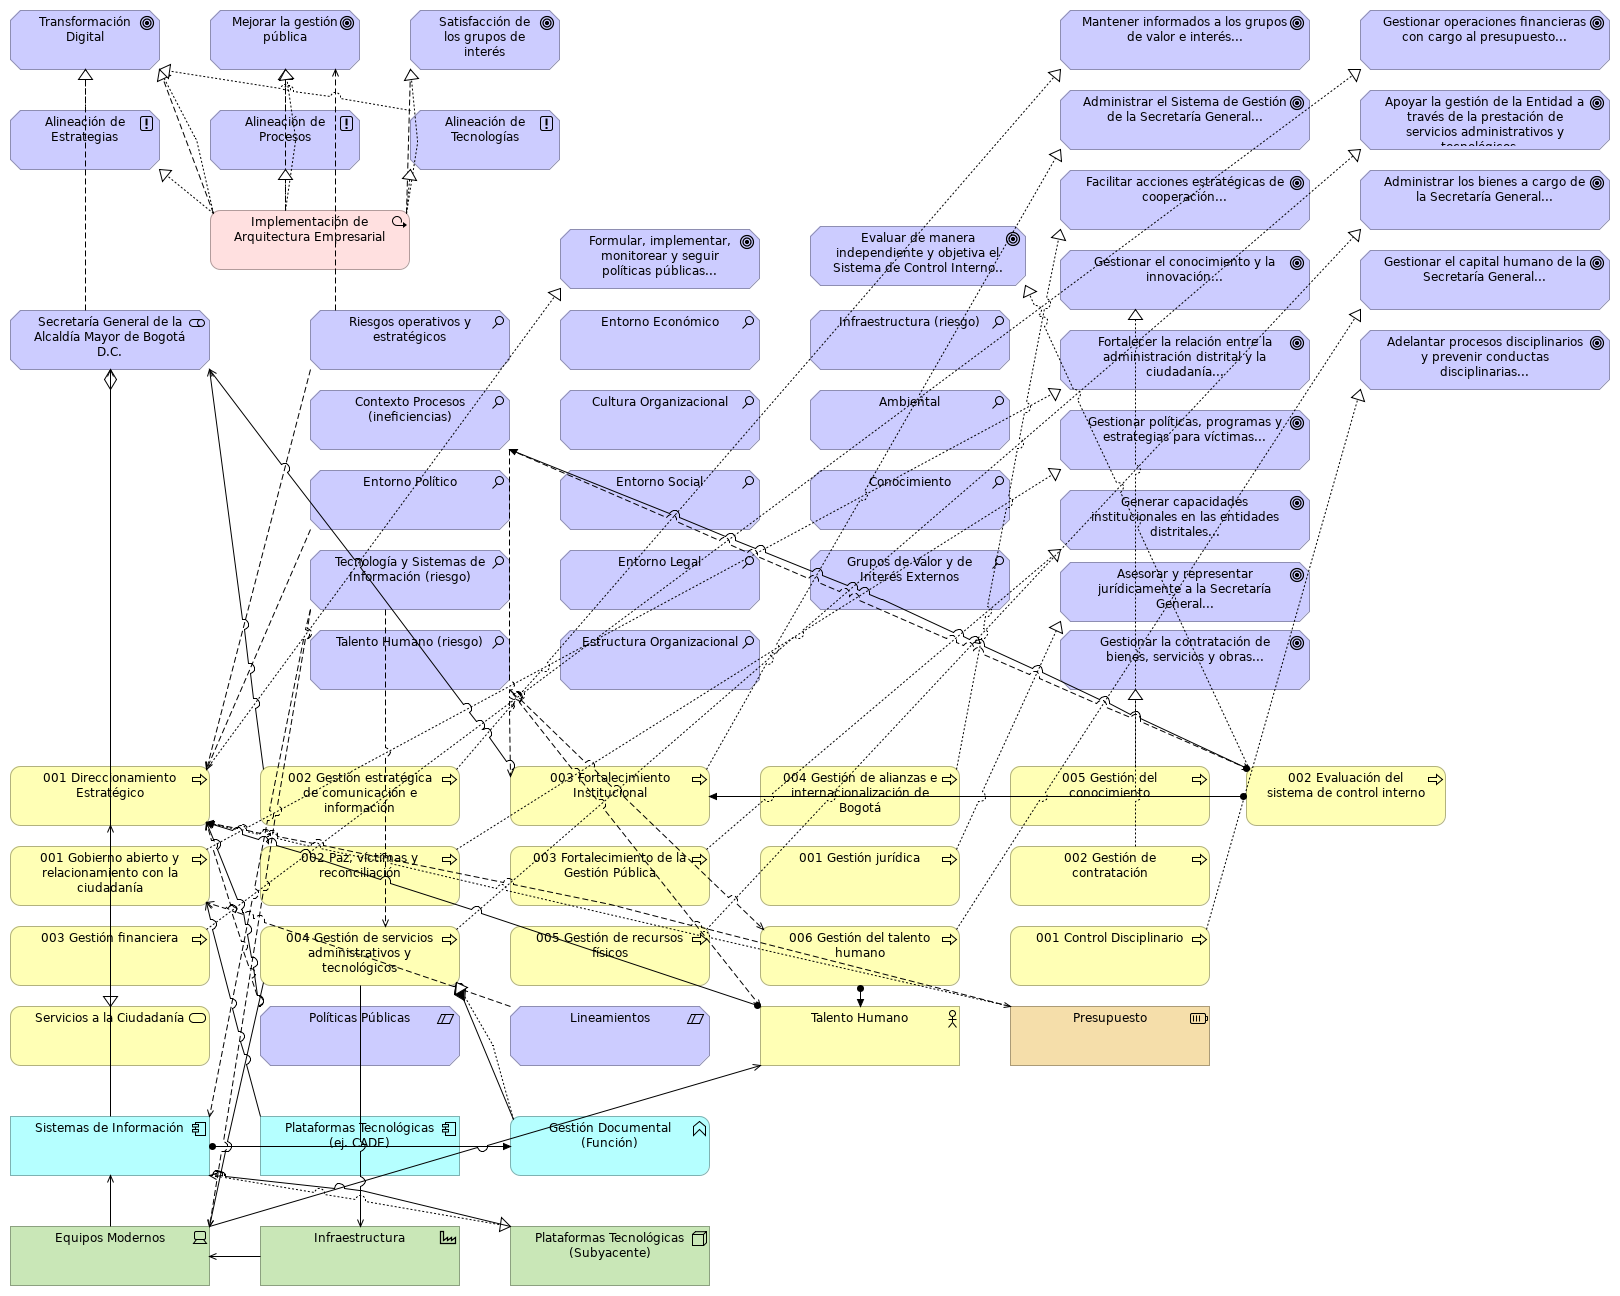 Transformación
Digital
Mejorar la gestión
pública
Satisfacción de
los grupos de
interés
Mantener informados a los grupos
de valor e interés...
Gestionar operaciones financieras
con cargo al presupuesto...
Alineación de
Estrategias
Alineación de
Procesos
Alineación de
Tecnologías
Administrar el Sistema de Gestión
de la Secretaría General...
Apoyar la gestión de la Entidad a
través de la prestación de
servicios administrativos y
tecnológicos...
Implementación de
Arquitectura Empresarial
Facilitar acciones estratégicas de
cooperación...
Administrar los bienes a cargo de
la Secretaría General...
Formular, implementar,
monitorear y seguir
políticas públicas...
Evaluar de manera
independiente y objetiva el
Sistema de Control Interno..
Gestionar el conocimiento y la
innovación...
Gestionar el capital humano de la
Secretaría General...
Secretaría General de la
Alcaldía Mayor de Bogotá
D.C.
Riesgos operativos y
estratégicos
Entorno Económico
Infraestructura (riesgo)
Fortalecer la relación entre la
administración distrital y la
ciudadanía...
Adelantar procesos disciplinarios
y prevenir conductas
disciplinarias...
Contexto Procesos
(ineficiencias)
Cultura Organizacional
Ambiental
Gestionar políticas, programas y
estrategias para víctimas...
Entorno Político
Entorno Social
Conocimiento
Generar capacidades
institucionales en las entidades
distritales...
Tecnología y Sistemas de
Información (riesgo)
Entorno Legal
Grupos de Valor y de
Interés Externos
Asesorar y representar
jurídicamente a la Secretaría
General...
Talento Humano (riesgo)
Estructura Organizacional
Gestionar la contratación de
bienes, servicios y obras...
001 Direccionamiento
Estratégico
002 Gestión estratégica
de comunicación e
información
003 Fortalecimiento
Institucional
004 Gestión de alianzas e
internacionalización de
Bogotá
005 Gestión del
conocimiento
002 Evaluación del
sistema de control interno
001 Gobierno abierto y
relacionamiento con la
ciudadanía
002 Paz, víctimas y
reconciliación
003 Fortalecimiento de la
Gestión Pública
001 Gestión jurídica
002 Gestión de
contratación
003 Gestión financiera
004 Gestión de servicios
administrativos y
tecnológicos
005 Gestión de recursos
físicos
006 Gestión del talento
humano
001 Control Disciplinario
Servicios a la Ciudadanía
Políticas Públicas
Lineamientos
Talento Humano
Presupuesto
Sistemas de Información
Plataformas Tecnológicas
(ej. CADE)
Gestión Documental
(Función)
Equipos Modernos
Infraestructura
Plataformas Tecnológicas
(Subyacente)